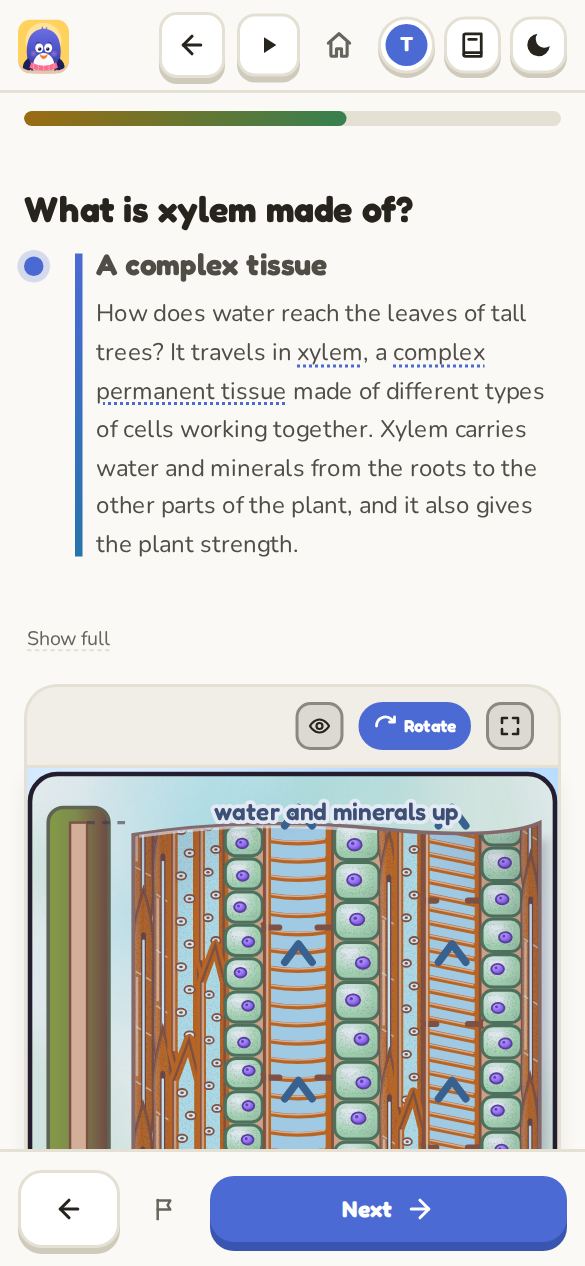 T
What is xylem made of?
A complex tissue
How does water reach the leaves of tall
trees? It travels in xylem, a complex
permanent tissue made of different types
of cells working together. Xylem carries
water and minerals from the roots to the
other parts of the plant, and it also gives
the plant strength.
Show full
Rotate
water and minerals up
Next